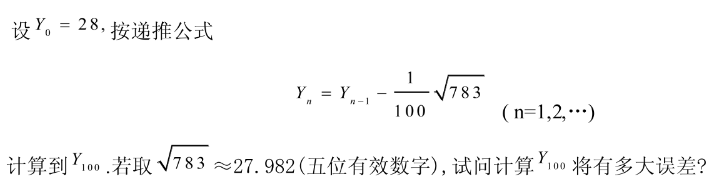 设 Y₀ = 28, 按递推公式
Yₙ = Yₙ₋₁ − 1/100 √783 ( n=1,2,⋯)
计算到 Y₁₀₀ .若取 √783 ≈27.982(五位有效数字),试问计算 Y₁₀₀ 将有多大误差?